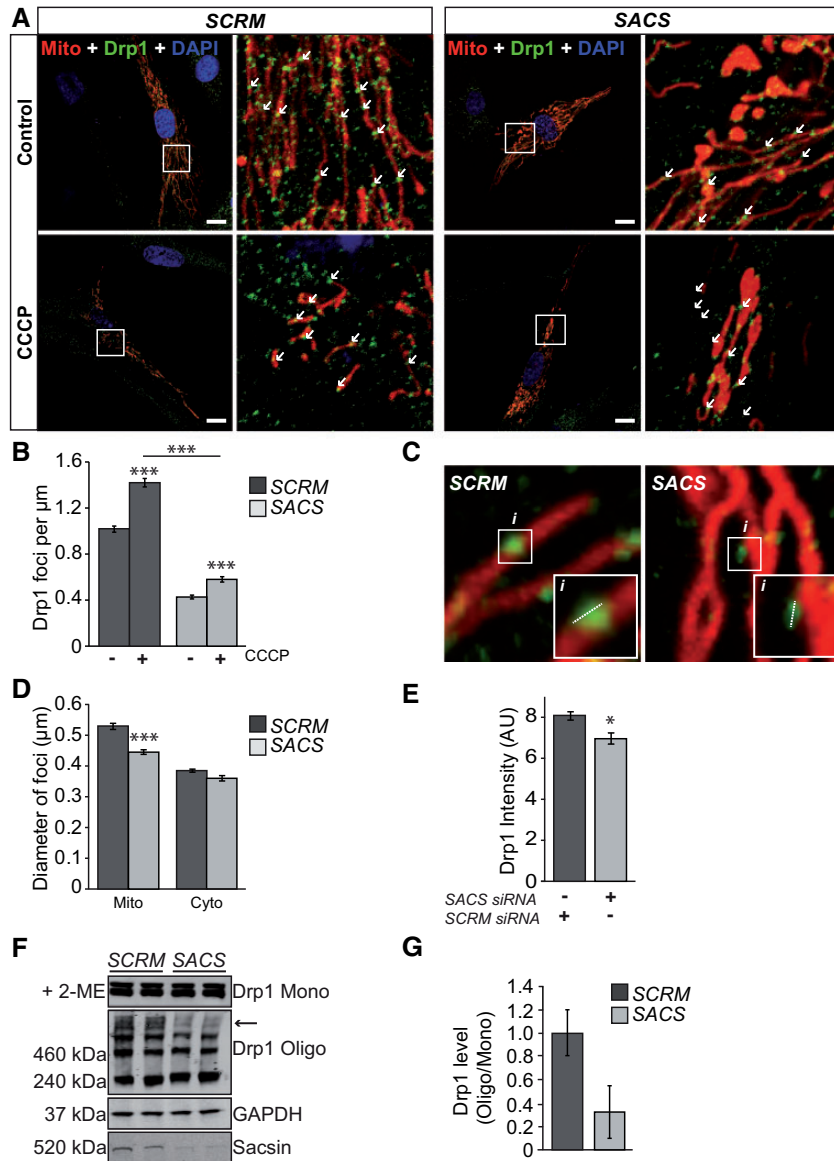 A
SCRM
SACS
Mito + Drp1 + DAPI
Mito + Drp1 + DAPI
Control
CCCP
B
Drp1 foci per µm
1.6
1.2
0.8
0.4
0
***
***
***
SCRM
SACS
- + - + CCCP
C
SCRM
i
i
SACS
i
i
D
Diameter of foci (µm)
0.6
0.5
0.4
0.3
0.2
0.1
0
***
SCRM
SACS
Mito Cyto
E
Drp1 Intensity (AU)
8
6
4
2
0
*
SACS siRNA - +
SCRM siRNA + -
F
SCRM SACS
+ 2-ME Drp1 Mono
Drp1 Oligo
460 kDa
240 kDa
37 kDa GAPDH
520 kDa Sacsin
G
Drp1 level
(Oligo/Mono)
1.4
1.2
1.0
0.8
0.6
0.4
0.2
0
SCRM
SACS